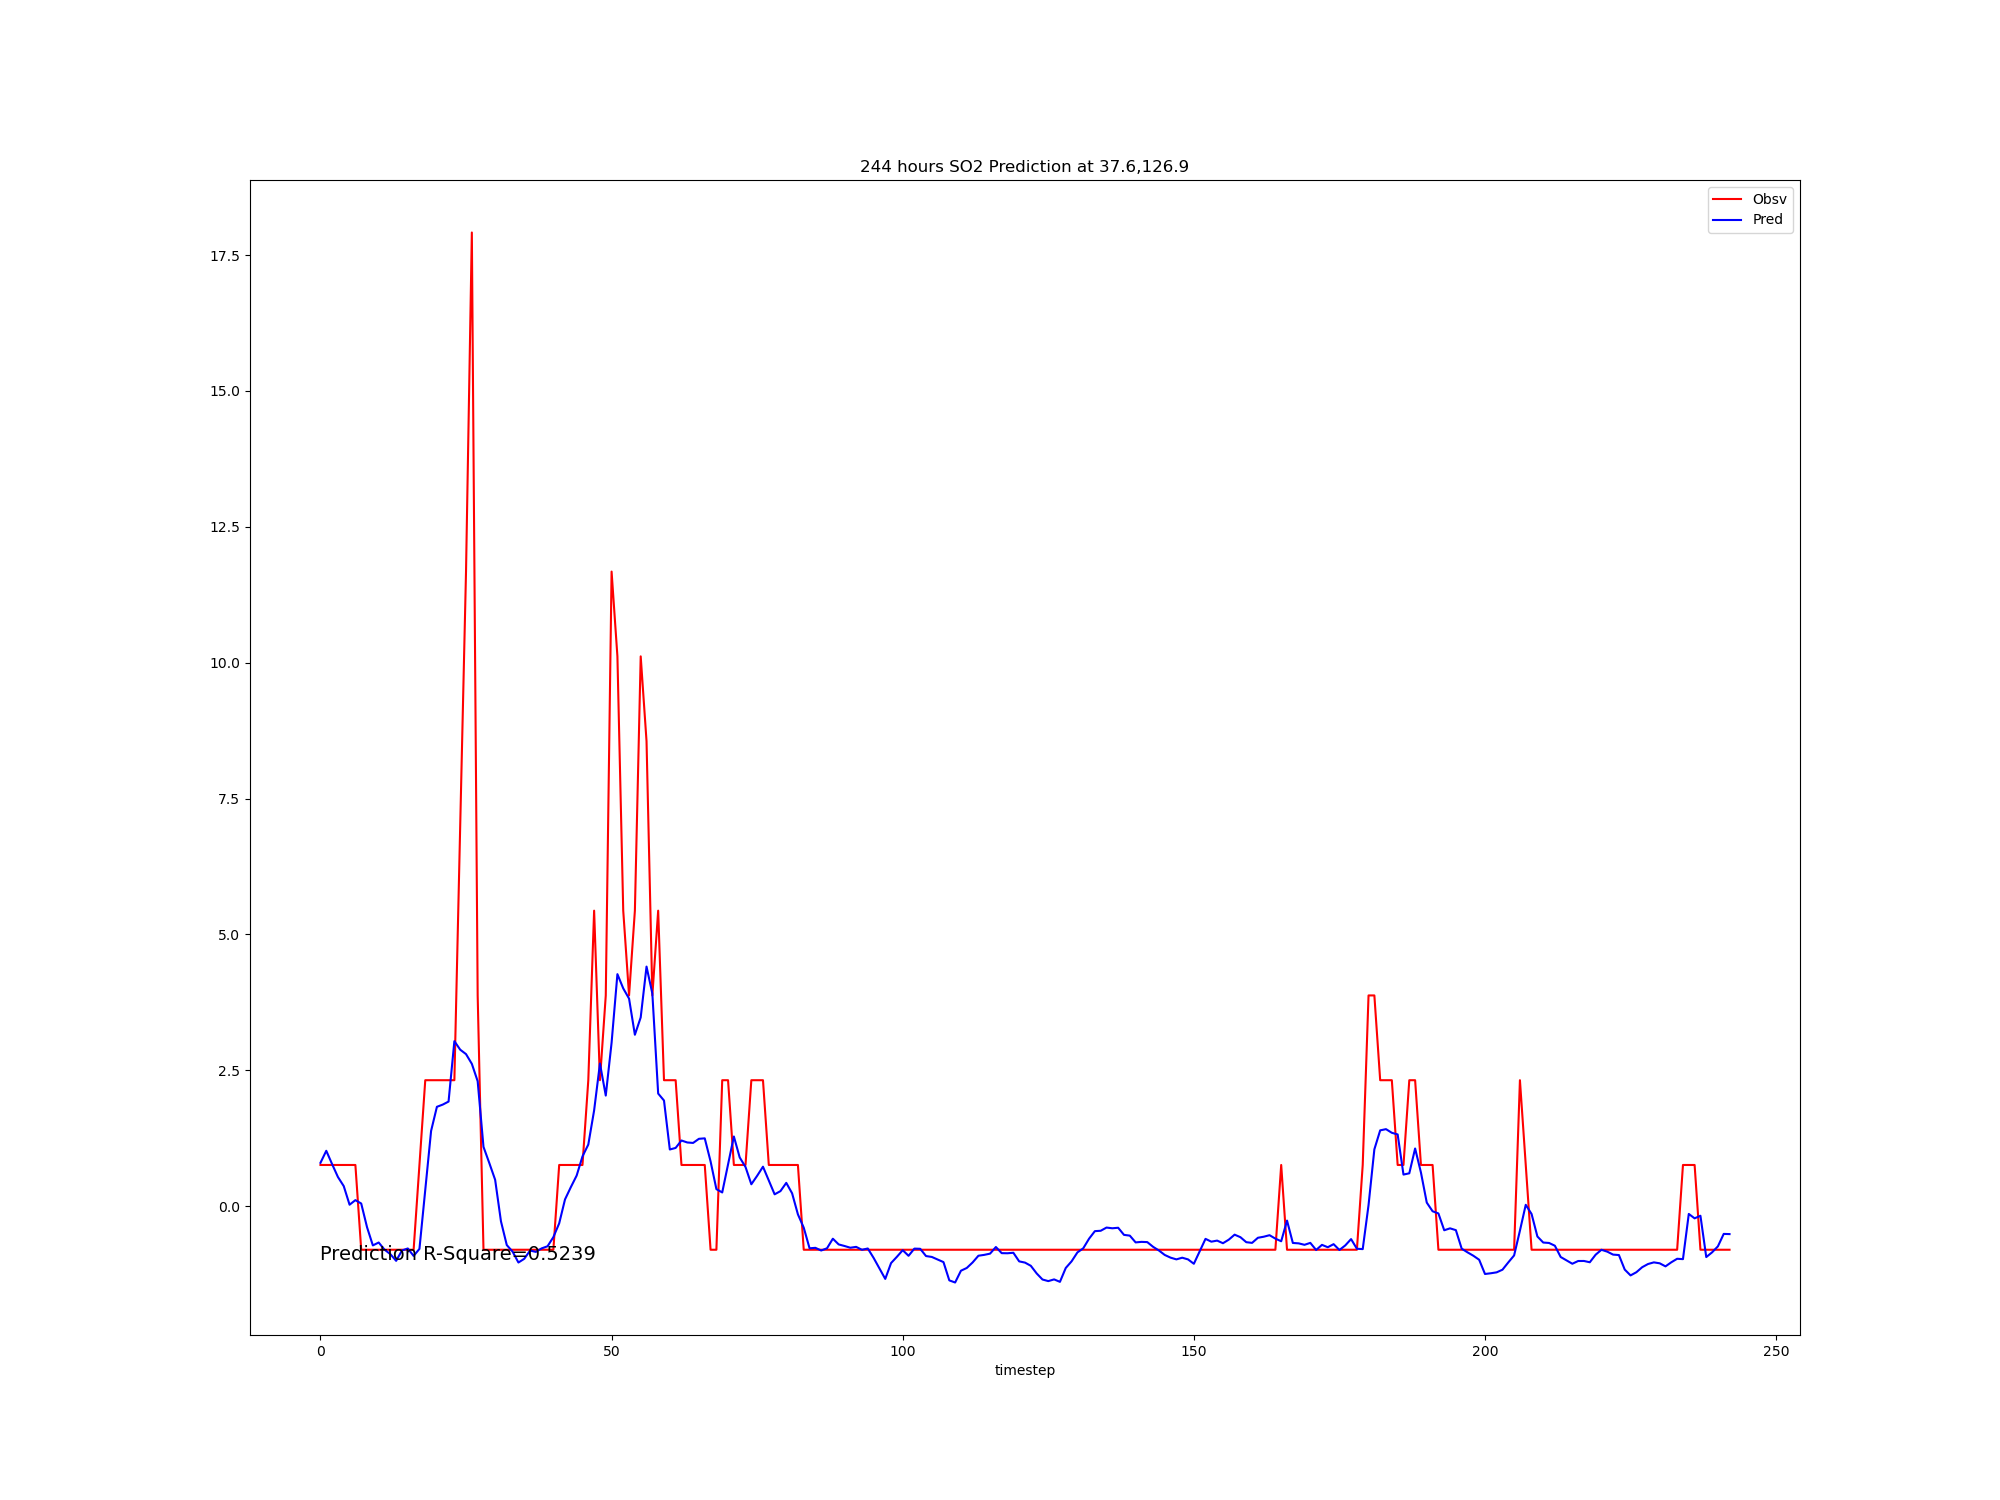 244 hours SO2 Prediction at 37.6,126.9
Obsv
Pred
17.5
15.0
12.5
10.0
7.5
5.0
2.5
0.0
Prediction R-Square=0.5239
0 50 100 150 200 250
timestep